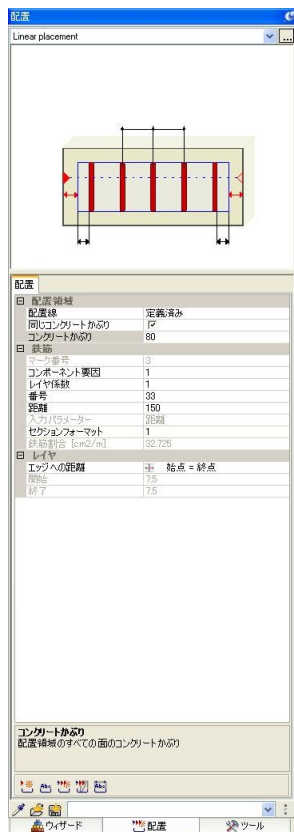 配置
Linear placement
...
配置
配置領域
配置線 定義済み
同じコンクリートかぶり
コンクリートかぶり 80
鉄筋
マーク番号 3
コンポーネント要因 1
レイヤ係数 1
番号 33
距離 150
入力パラメーター 距離
セクションフォーマット 1
鉄筋割合 [cm2/m] 32.725
レイヤ
エッジへの距離 始点 = 終点
開始 7.5
終了 7.5
コンクリートかぶり
配置領域のすべての面のコンクリートかぶり
Abc Abc
ウィザード 配置 ツール